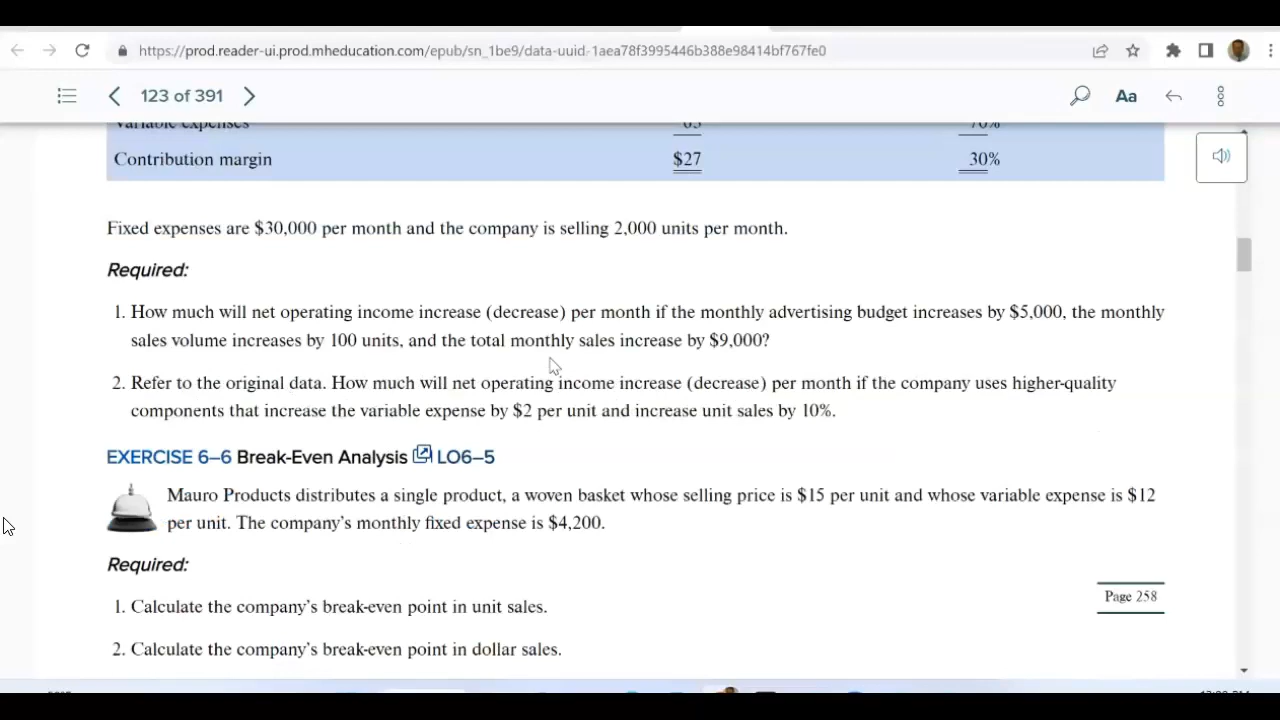 https://prod.reader-ui.prod.mheducation.com/epub/sn_1be9/data-uuid-1aea78f3995446b388e98414bf767fe0
123 of 391
Aa
Variable expenses 63 70%
Contribution margin $27 30%
Fixed expenses are $30,000 per month and the company is selling 2,000 units per month.
Required:
1. How much will net operating income increase (decrease) per month if the monthly advertising budget increases by $5,000, the monthly
sales volume increases by 100 units, and the total monthly sales increase by $9,000?
2. Refer to the original data. How much will net operating income increase (decrease) per month if the company uses higher-quality
components that increase the variable expense by $2 per unit and increase unit sales by 10%.
EXERCISE 6–6 Break-Even Analysis LO6–5
Mauro Products distributes a single product, a woven basket whose selling price is $15 per unit and whose variable expense is $12
per unit. The company’s monthly fixed expense is $4,200.
Required:
Page 258
1. Calculate the company’s break-even point in unit sales.
2. Calculate the company’s break-even point in dollar sales.